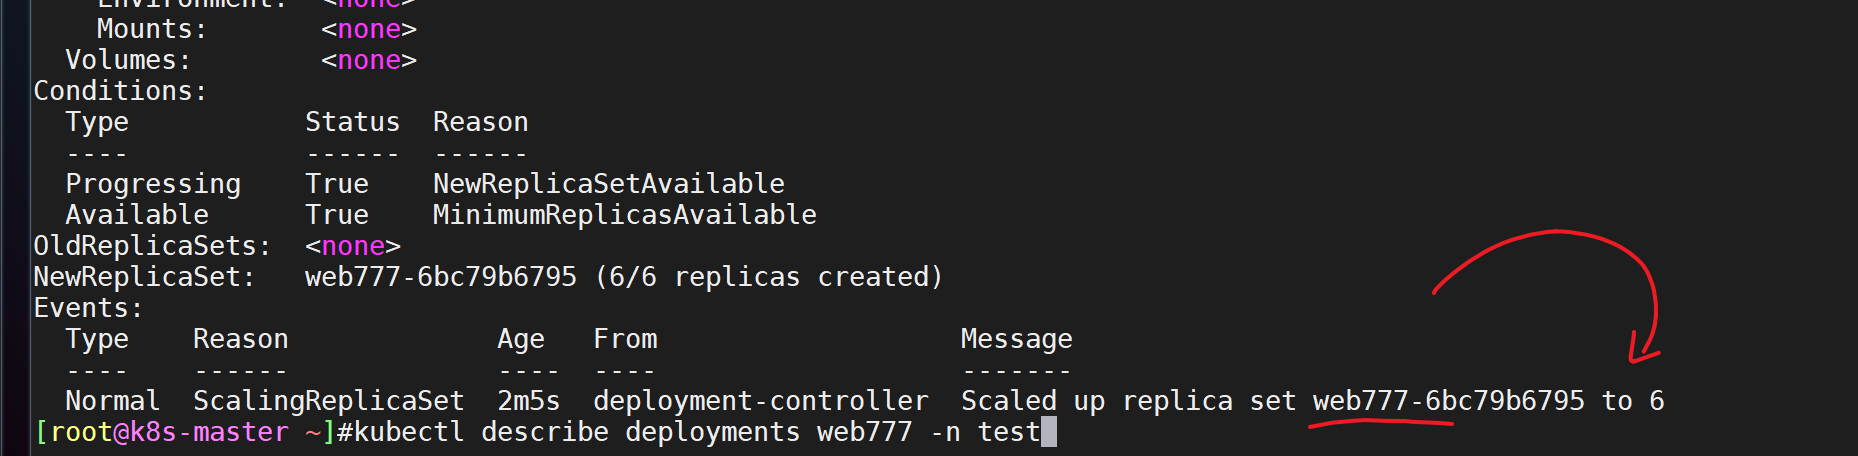 Environment:  <none>
Mounts:       <none>
Volumes:        <none>
Conditions:
Type           Status  Reason
----           ------  ------
Progressing    True    NewReplicaSetAvailable
Available      True    MinimumReplicasAvailable
OldReplicaSets:  <none>
NewReplicaSet:   web777-6bc79b6795 (6/6 replicas created)
Events:
Type    Reason             Age   From                   Message
----    ------             ----  ----                   -------
Normal  ScalingReplicaSet  2m5s  deployment-controller  Scaled up replica set web777-6bc79b6795 to 6
[root@k8s-master ~]#kubectl describe deployments web777 -n test